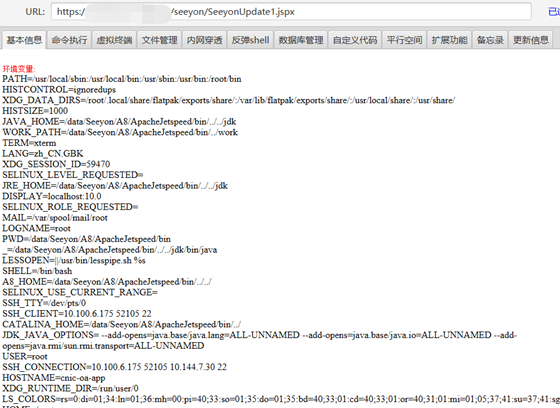 URL: https:// /seeyon/SeeyonUpdate1.jspx 已
基本信息 命令执行 虚拟终端 文件管理 内网穿透 反弹shell 数据库管理 自定义代码 平行空间 扩展功能 备忘录 更新信息
环境变量:
PATH=/usr/local/sbin:/usr/local/bin:/usr/sbin:/usr/bin:/root/bin
HISTCONTROL=ignoredups
XDG_DATA_DIRS=/root/.local/share/flatpak/exports/share/:/var/lib/flatpak/exports/share/:/usr/local/share/:/usr/share/
HISTSIZE=1000
JAVA_HOME=/data/Seeyon/A8/ApacheJetspeed/bin/../../jdk
WORK_PATH=/data/Seeyon/A8/ApacheJetspeed/bin/../work
TERM=xterm
LANG=zh_CN.GBK
XDG_SESSION_ID=59470
SELINUX_LEVEL_REQUESTED=
JRE_HOME=/data/Seeyon/A8/ApacheJetspeed/bin/../../jdk
DISPLAY=localhost:10.0
SELINUX_ROLE_REQUESTED=
MAIL=/var/spool/mail/root
LOGNAME=root
PWD=/data/Seeyon/A8/ApacheJetspeed/bin
_=/data/Seeyon/A8/ApacheJetspeed/bin/../../jdk/bin/java
LESSOPEN=||/usr/bin/lesspipe.sh %s
SHELL=/bin/bash
A8_HOME=/data/Seeyon/A8/ApacheJetspeed/bin/../../
SELINUX_USE_CURRENT_RANGE=
SSH_TTY=/dev/pts/0
SSH_CLIENT=10.100.6.175 52105 22
CATALINA_HOME=/data/Seeyon/A8/ApacheJetspeed/bin/../
JDK_JAVA_OPTIONS= --add-opens=java.base/java.lang=ALL-UNNAMED --add-opens=java.base/java.io=ALL-UNNAMED --add-
opens=java.rmi/sun.rmi.transport=ALL-UNNAMED
USER=root
SSH_CONNECTION=10.100.6.175 52105 10.144.7.30 22
HOSTNAME=cnic-oa-app
XDG_RUNTIME_DIR=/run/user/0
LS_COLORS=rs=0:di=01;34:ln=01;36:mh=00:pi=40;33:so=01;35:do=01;35:bd=40;33;01:cd=40;33;01:or=40;31;01:mi=01;05;37;41:su=37;41:sg